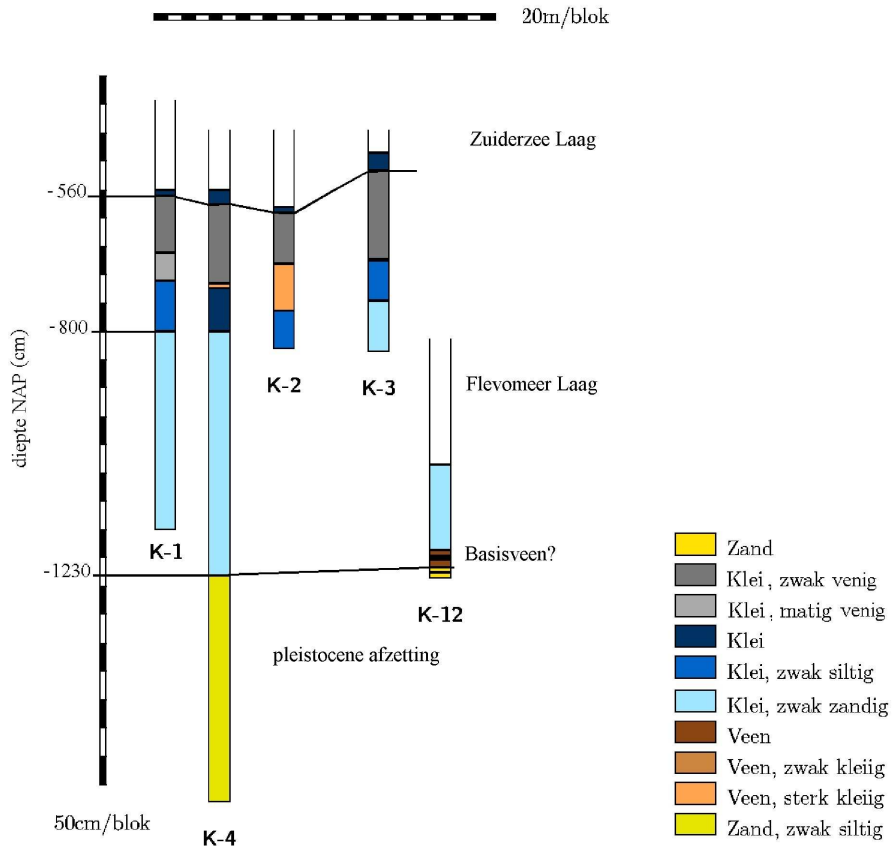 20m/blok
Zuiderzee Laag
-560
-800
K-2
K-3
Flevomeer Laag
diepte NAP (cm)
K-1
Basisveen?
-1230
K-12
pleistocene afzetting
50cm/blok
K-4
Zand
Klei, zwak venig
Klei, matig venig
Klei
Klei, zwak siltig
Klei, zwak zandig
Veen
Veen, zwak kleiig
Veen, sterk kleiig
Zand, zwak siltig